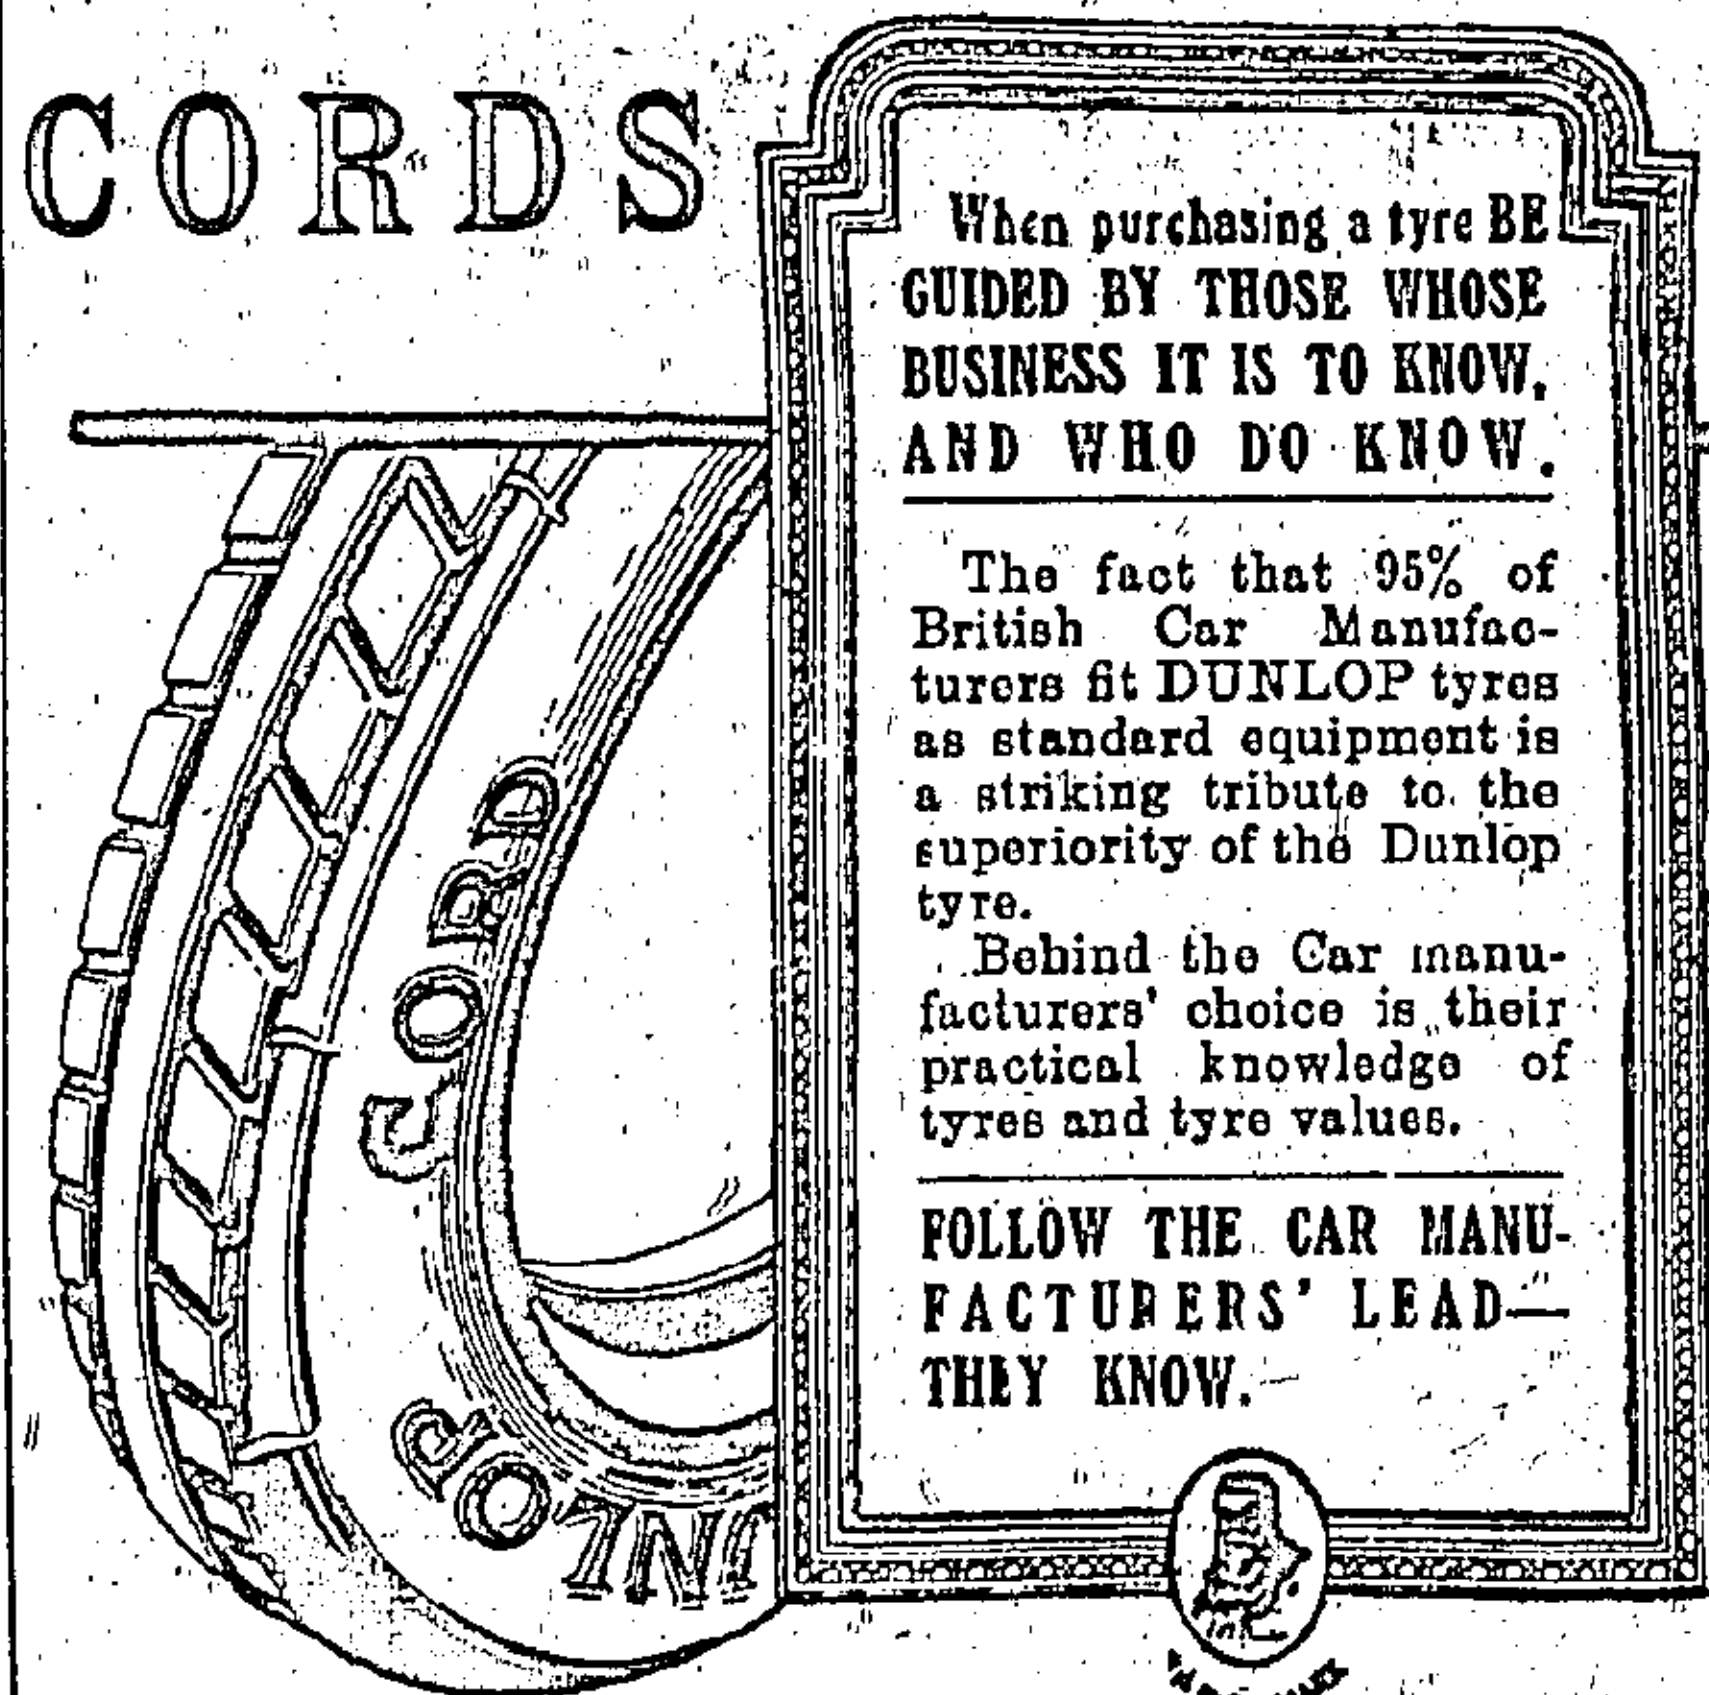 CORDS
When purchasing a tyre BE
GUIDED BY THOSE WHOSE
BUSINESS IT IS TO KNOW.
AND WHO DO KNOW.
The fact that 95% of
British Car Manufac-
turers fit DUNLOP tyres
as standard equipment is
a striking tribute to the
superiority of the Dunlop
tyre.
Behind the Car manu-
facturers' choice is their
practical knowledge of
tyres and tyre values.
FOLLOW THE CAR MANU-
FACTURERS' LEAD—
THEY KNOW.
CORD